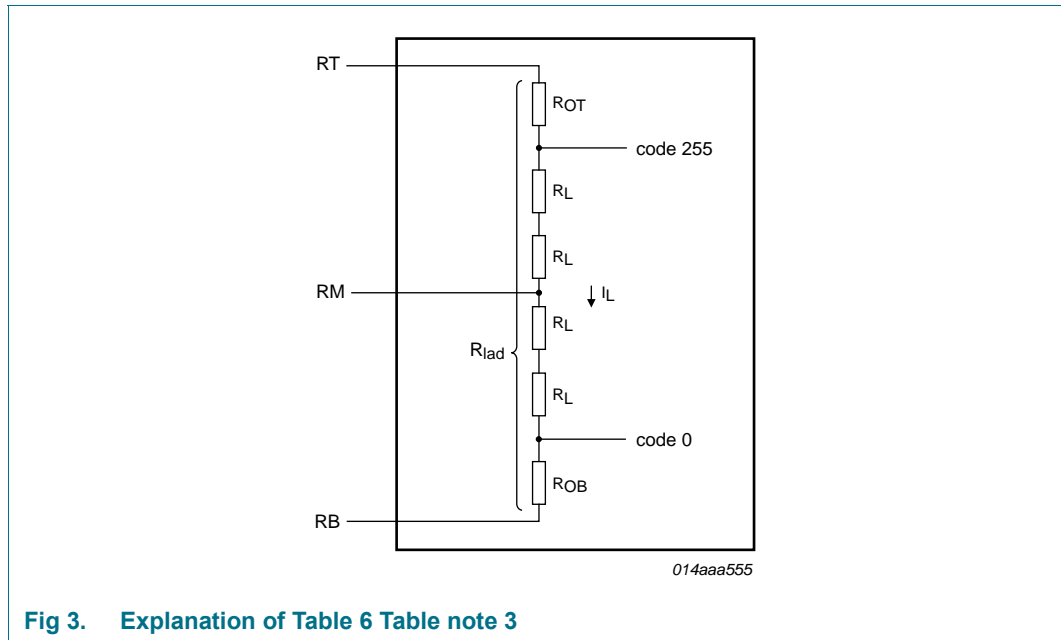 RT
ROT
code 255
RL
RL
RM
IL
RL
Rlad
RL
code 0
ROB
RB
014aaa555
Fig 3. Explanation of Table 6 Table note 3